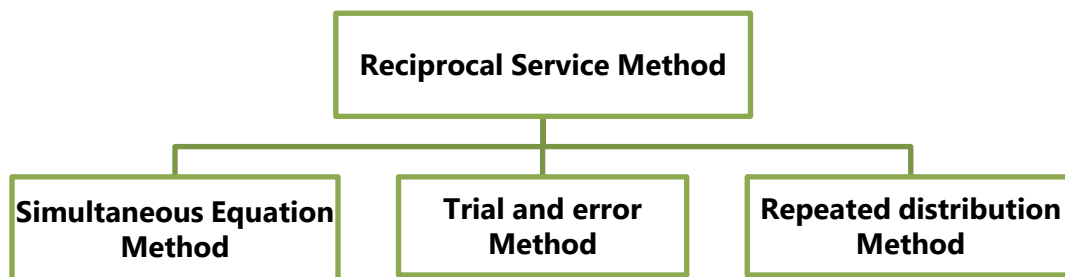 Reciprocal Service Method
Simultaneous Equation
Method
Trial and error
Method
Repeated distribution
Method